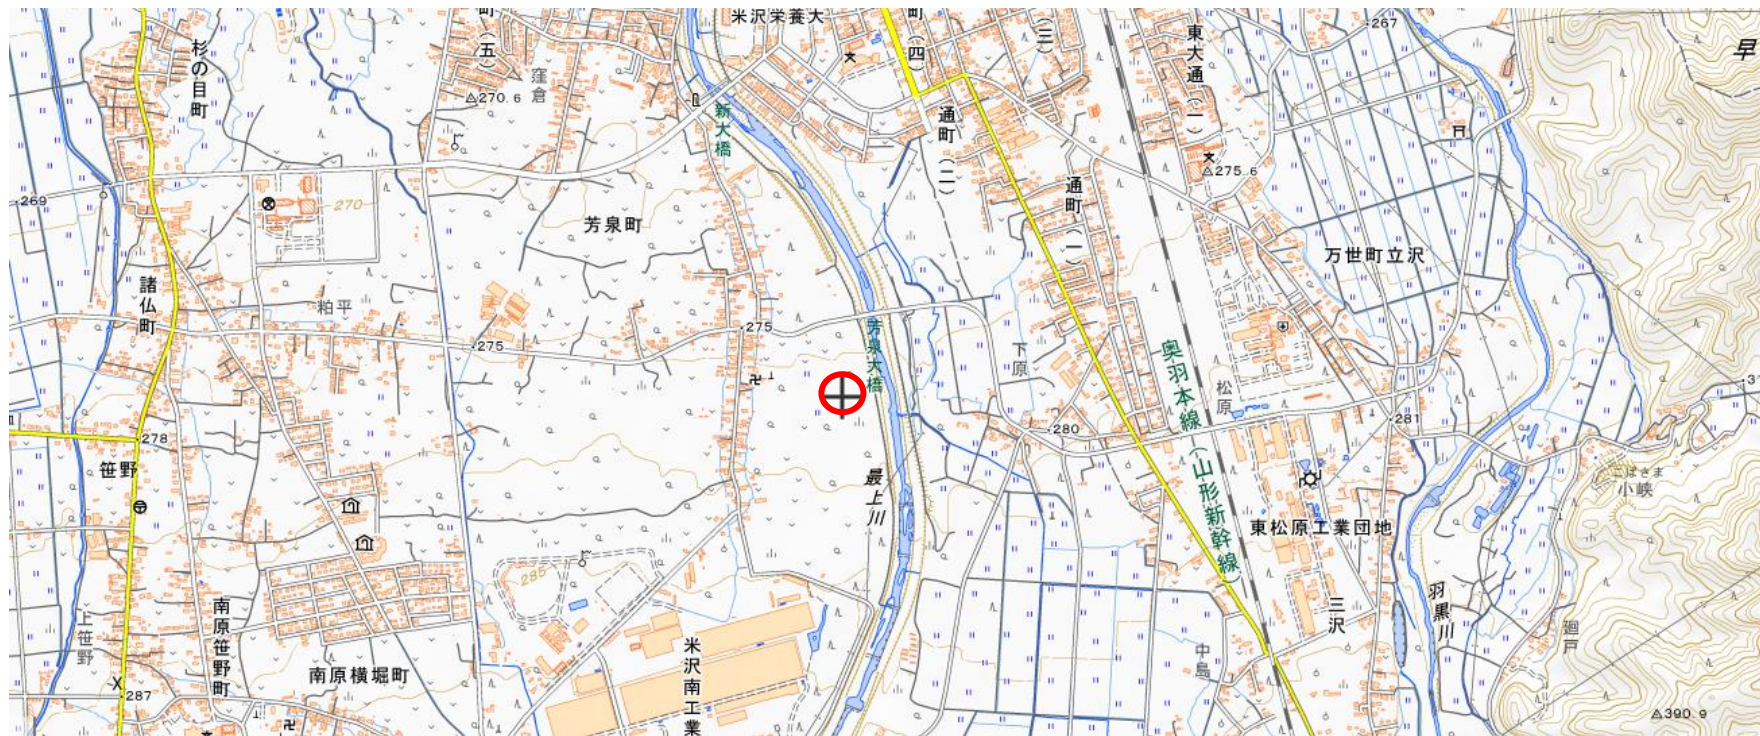 米沢栄養大
町(五)
町(四)
(三)
東大通(一)
・267
早
杉の目町
窪倉
△270.6
新大橋
通町(二)
△275.6
・269
270
芳泉町
通町(一)
万世町立沢
諸仏町
粕平
・275
・275
芳泉大橋
下原
奥羽本線(山形新幹線)
松原
・278
・280
・281
笹野
最上川
こばさま
小峡
東松原工業団地
285
上笹野
南原笹野町
南原横堀町
米沢南工業
三沢
羽黒川
廻戸
中島
・287
△390.9